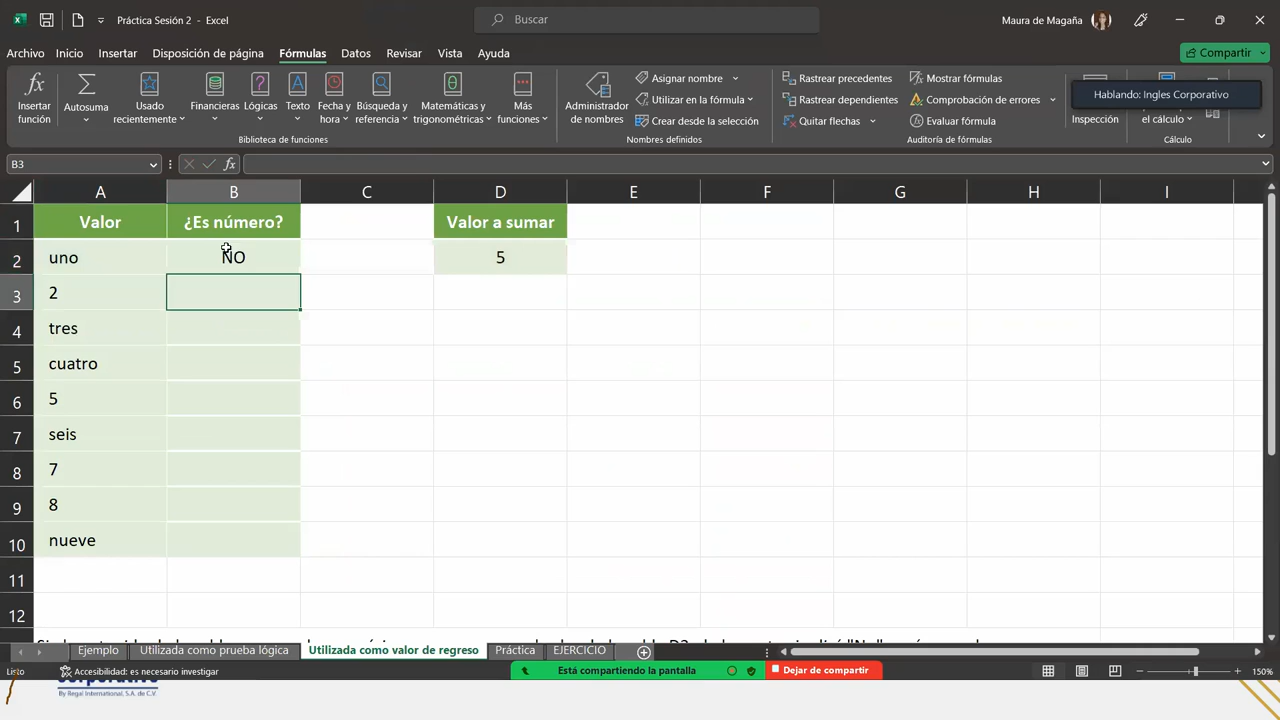 Práctica Sesión 2 - Excel
Buscar
Maura de Magaña
Archivo Inicio Insertar Disposición de página Fórmulas Datos Revisar Vista Ayuda
Compartir
Insertar función
Autosuma
Usado recientemente
Financieras
Lógicas
Texto
Fecha y hora
Búsqueda y referencia
Matemáticas y trigonométricas
Más funciones
Biblioteca de funciones
Administrador de nombres
Asignar nombre
Utilizar en la fórmula
Crear desde la selección
Nombres definidos
Rastrear precedentes
Rastrear dependientes
Quitar flechas
Mostrar fórmulas
Comprobación de errores
Evaluar fórmula
Auditoría de fórmulas
Inspección
el cálculo
Cálculo
Hablando: Ingles Corporativo
B3
fx
A B C D E F G H I
1 Valor ¿Es número? Valor a sumar
2 uno NO 5
3 2
4 tres
5 cuatro
6 5
7 seis
8 7
9 8
10 nueve
11
12
Ejemplo Utilizada como prueba lógica Utilizada como valor de regreso Práctica EJERCICIO
Listo
Accesibilidad: es necesario investigar
Está compartiendo la pantalla
Dejar de compartir
150%
By Regal International, S.A. de C.V.